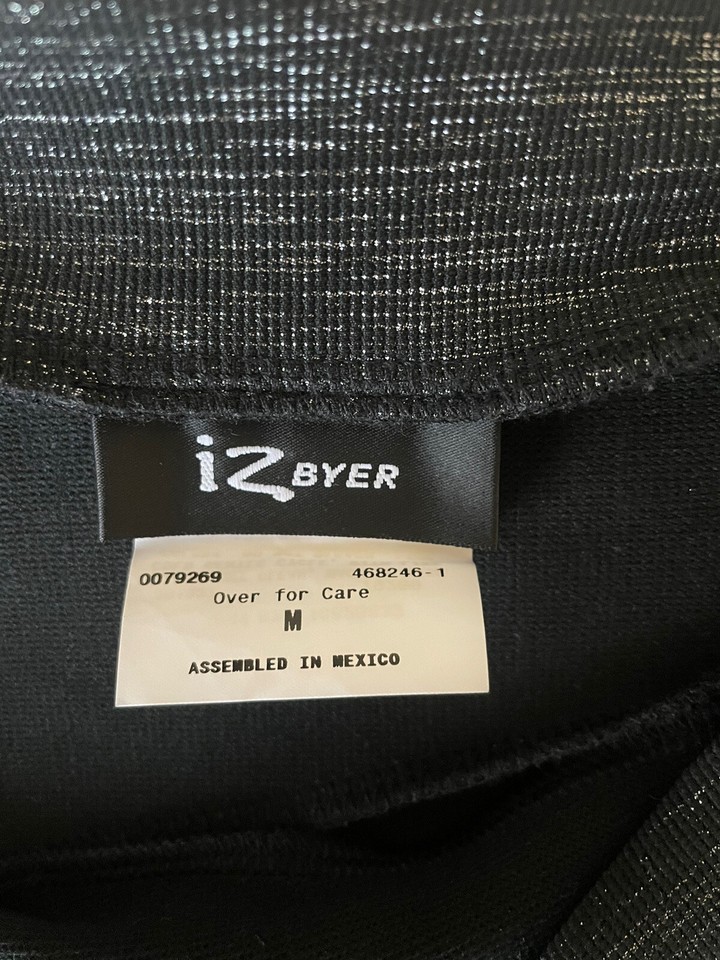 iz BYER
0079269 468246-1
Over for Care
M
ASSEMBLED IN MEXICO